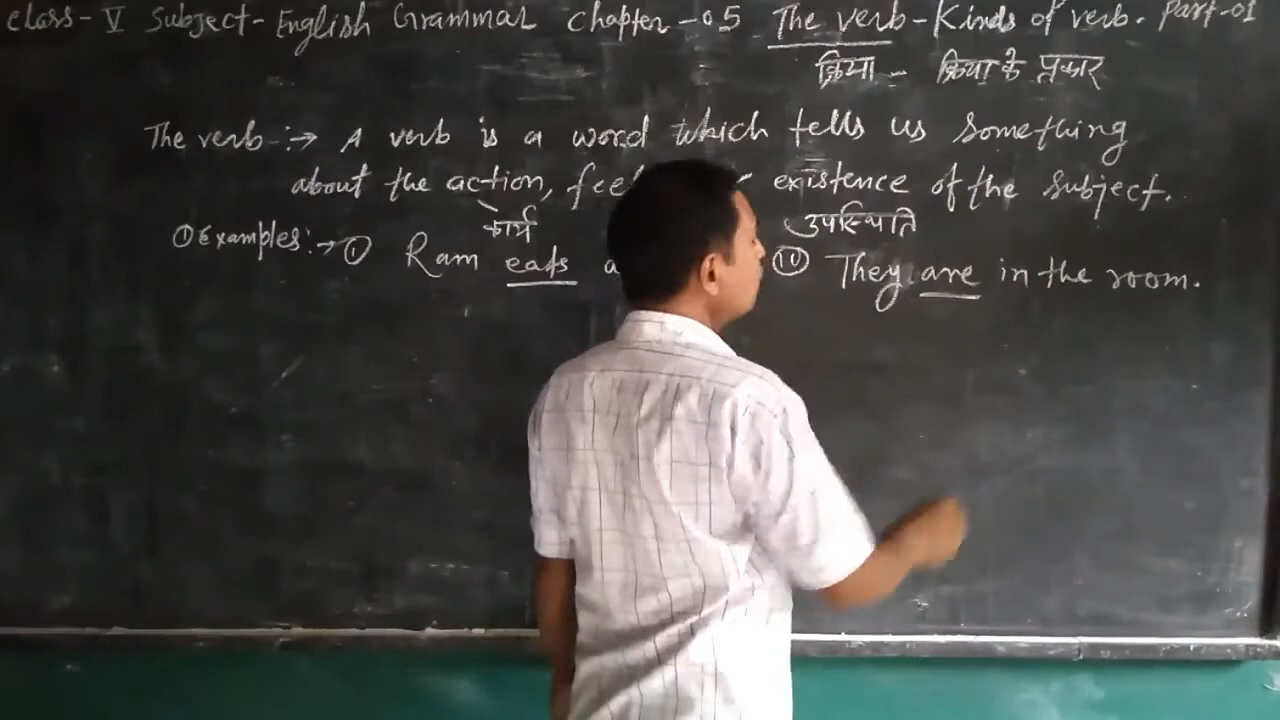 Class- V Subject- English Grammar Chapter-05 The verb-Kinds of verb. Part-01
क्रिया - क्रिया के प्रकार
The verb-:→ A verb is a word which tells us something
about the action, existence of the subject.
कार्य उपस्थिति
① Examples:→ ① Ram eats ⑪ They are in the room.